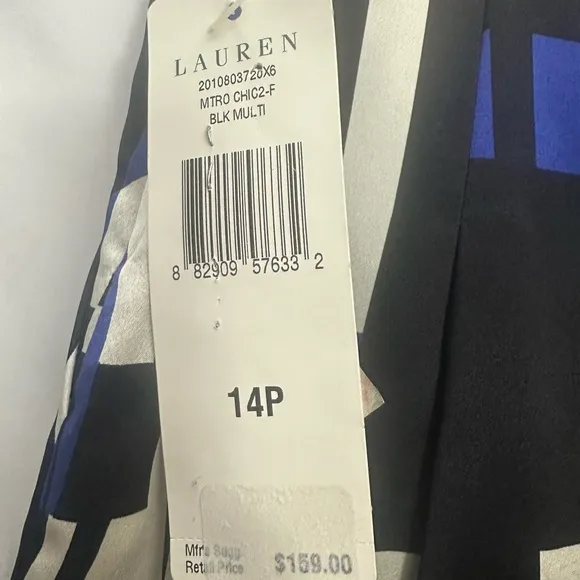 LAUREN
2010803720X6
MTRO CHIC2-F
BLK MULTI
8 82909 57633 2
14P
Mfrs Sugg
Retail Price $159.00